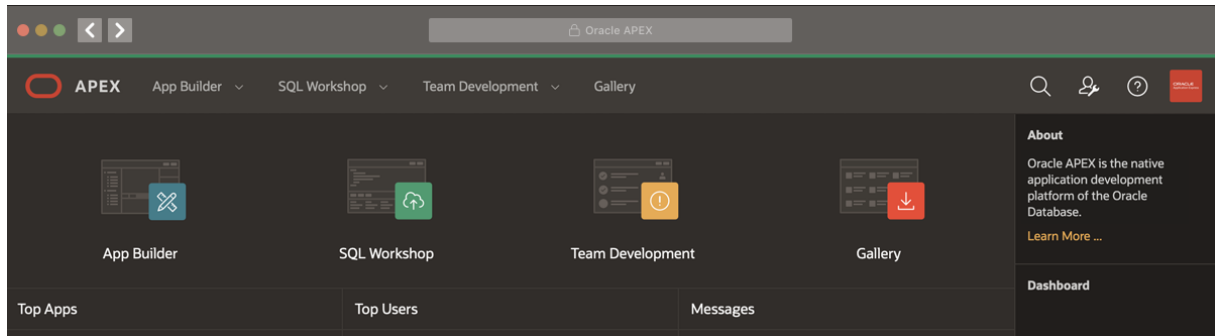 Oracle APEX
APEX App Builder SQL Workshop Team Development Gallery
App Builder
SQL Workshop
Team Development
Gallery
About
Oracle APEX is the native
application development
platform of the Oracle
Database.
Learn More ...
Dashboard
Top Apps
Top Users
Messages